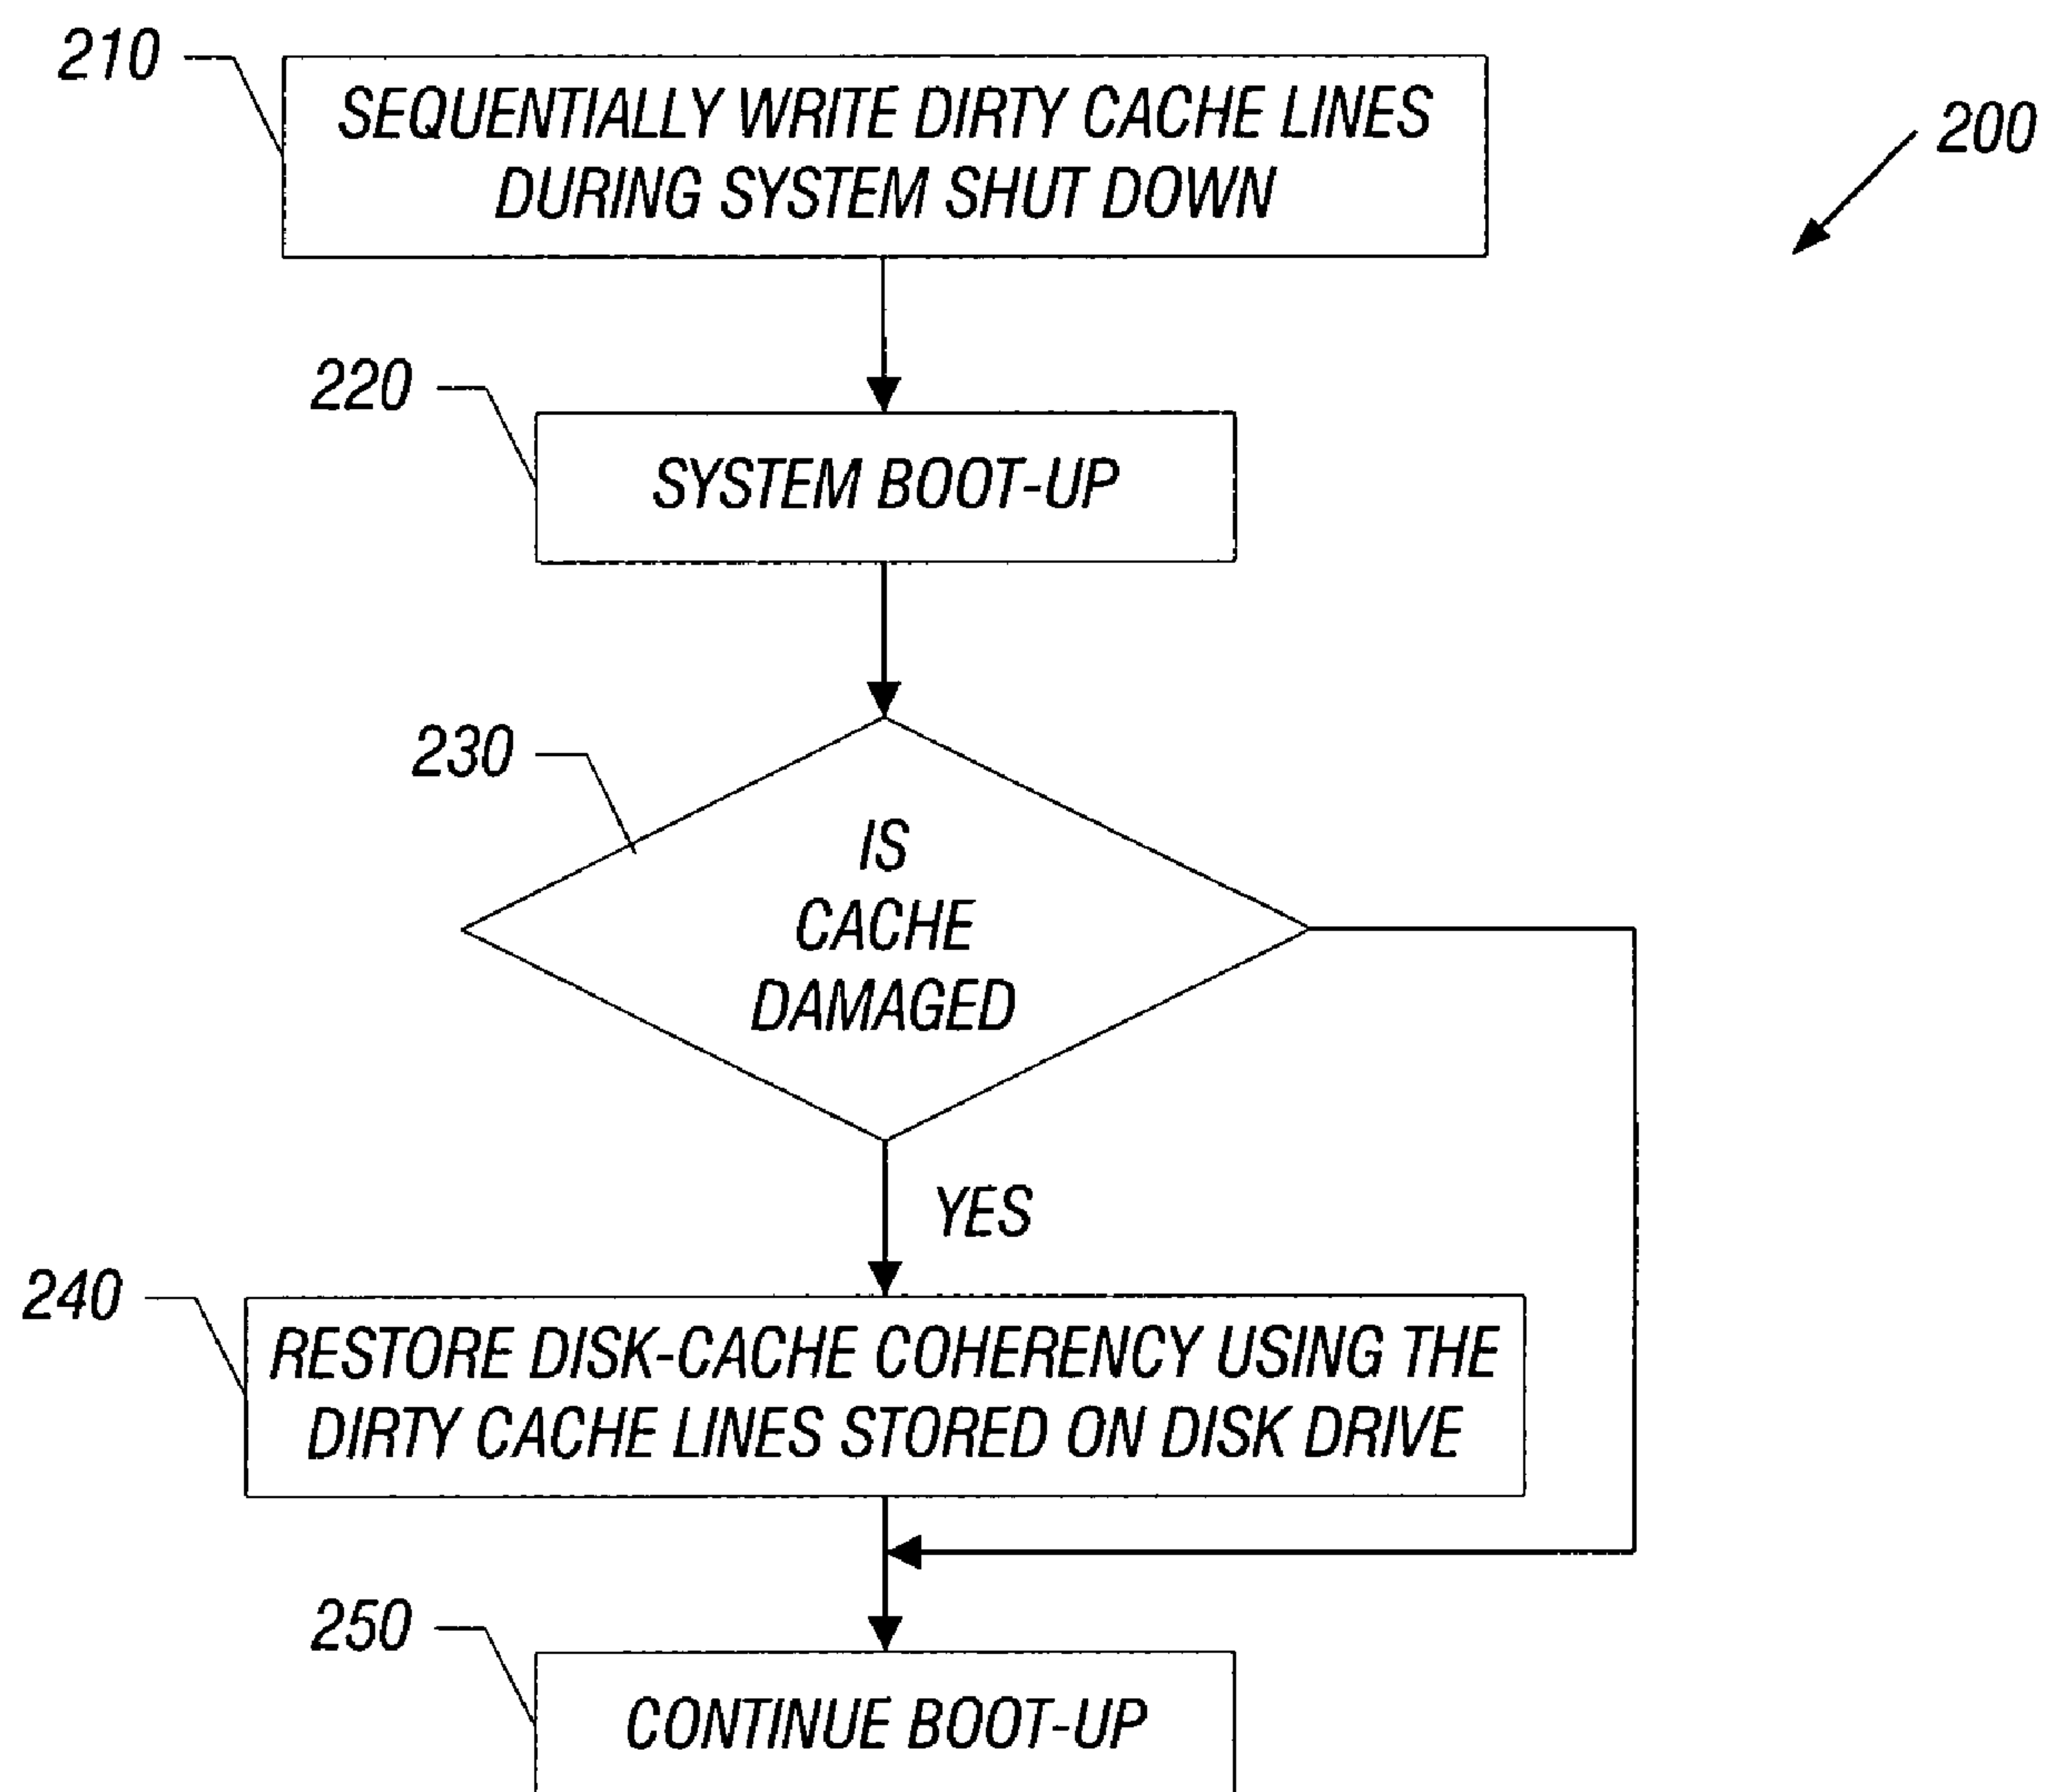 210
SEQUENTIALLY WRITE DIRTY CACHE LINES
DURING SYSTEM SHUT DOWN
200
220
SYSTEM BOOT-UP
230
IS
CACHE
DAMAGED
YES
240
RESTORE DISK-CACHE COHERENCY USING THE
DIRTY CACHE LINES STORED ON DISK DRIVE
250
CONTINUE BOOT-UP